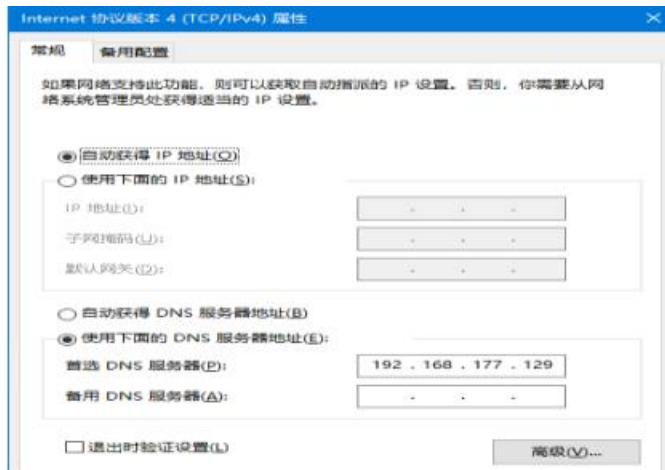 Internet 协议版本 4 (TCP/IPv4) 属性
常规
备用配置
如果网络支持此功能，则可以获取自动指派的 IP 设置。否则，你需要从网
络系统管理员处获得适当的 IP 设置。
自动获得 IP 地址(O)
使用下面的 IP 地址(S):
IP 地址(I):
子网掩码(U):
默认网关(D):
自动获得 DNS 服务器地址(B)
使用下面的 DNS 服务器地址(E):
首选 DNS 服务器(P): 192 . 168 . 177 . 129
备用 DNS 服务器(A):
退出时验证设置(L)
高级(V)...